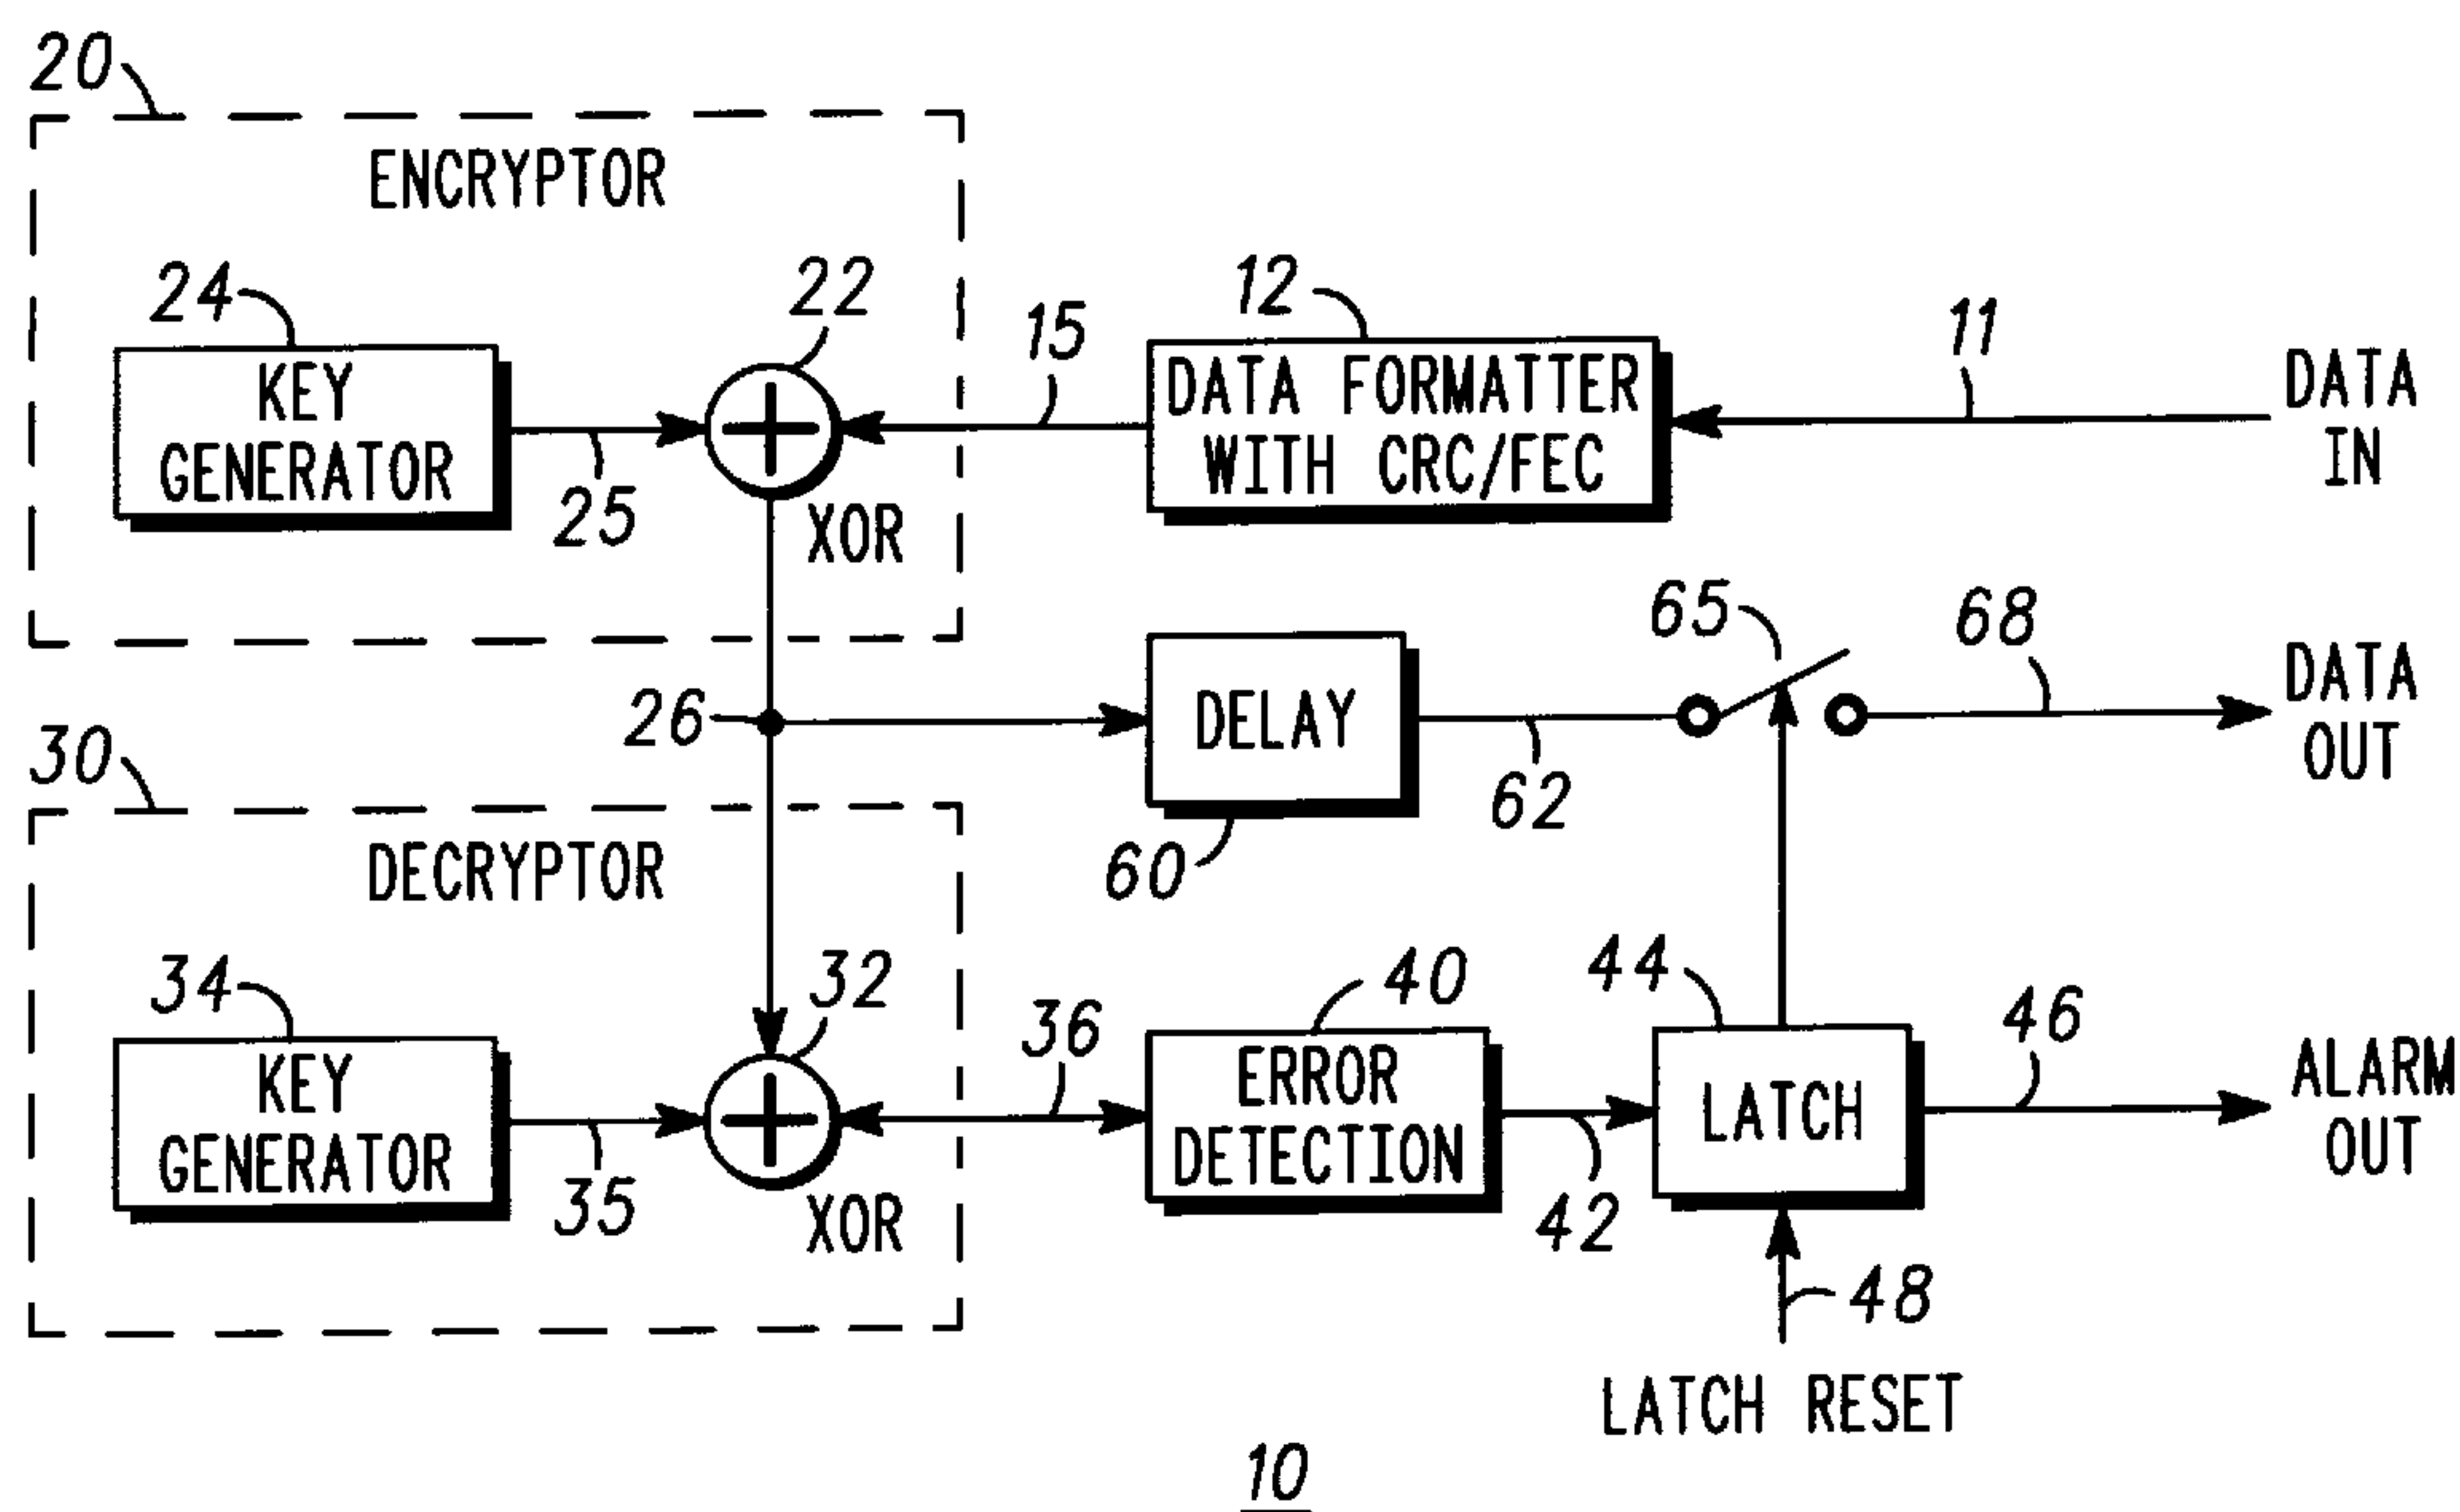 20
ENCRYPTOR
24
22
12
15
11
KEY
GENERATOR
DATA FORMATTER
WITH CRC/FEC
DATA
IN
25
XOR
65
68
26
DELAY
DATA
OUT
62
60
30
DECRYPTOR
34
32
36
40
44
46
KEY
GENERATOR
ERROR
DETECTION
LATCH
ALARM
OUT
35
XOR
42
48
LATCH RESET
10